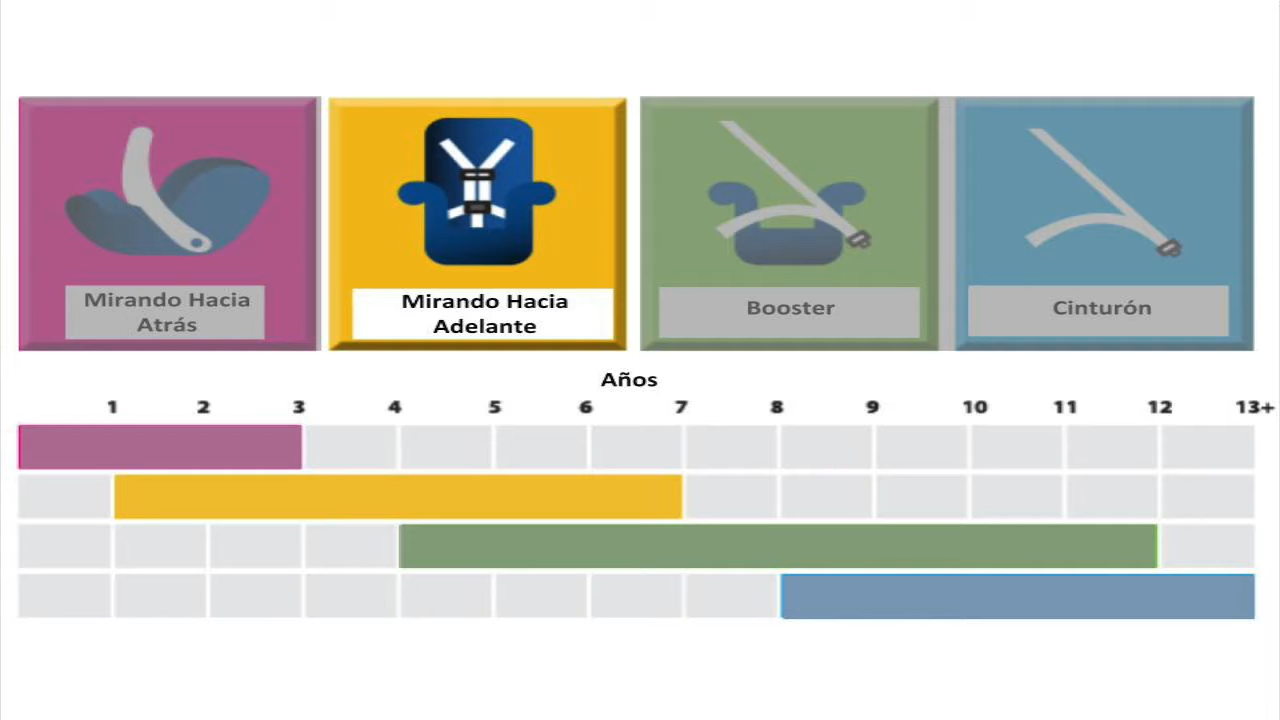 Mirando Hacia
Atrás
Mirando Hacia
Adelante
Booster
Cinturón
Años
1 2 3 4 5 6 7 8 9 10 11 12 13+